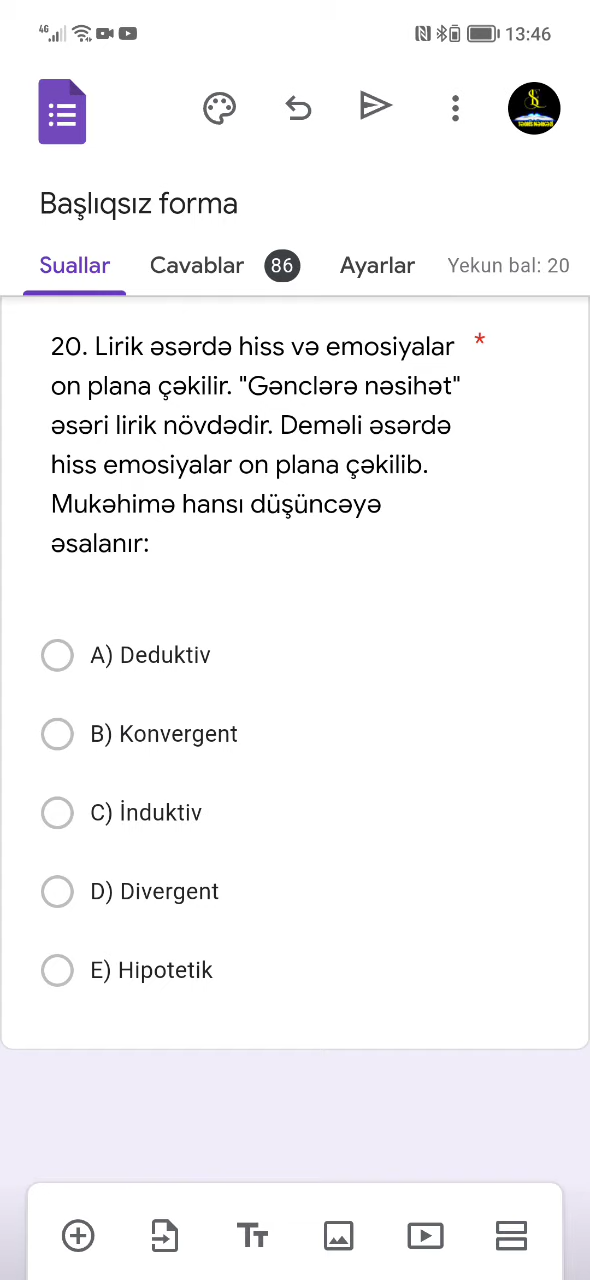 46
13:46
Başlıqsız forma
Suallar Cavablar 86 Ayarlar Yekun bal: 20
20. Lirik əsərdə hiss və emosiyalar *
on plana çəkilir. "Gənclərə nəsihət"
əsəri lirik növdədir. Deməli əsərdə
hiss emosiyalar on plana çəkilib.
Mukəhimə hansı düşüncəyə
əsalanır:
A) Deduktiv
B) Konvergent
C) İnduktiv
D) Divergent
E) Hipotetik
Tт